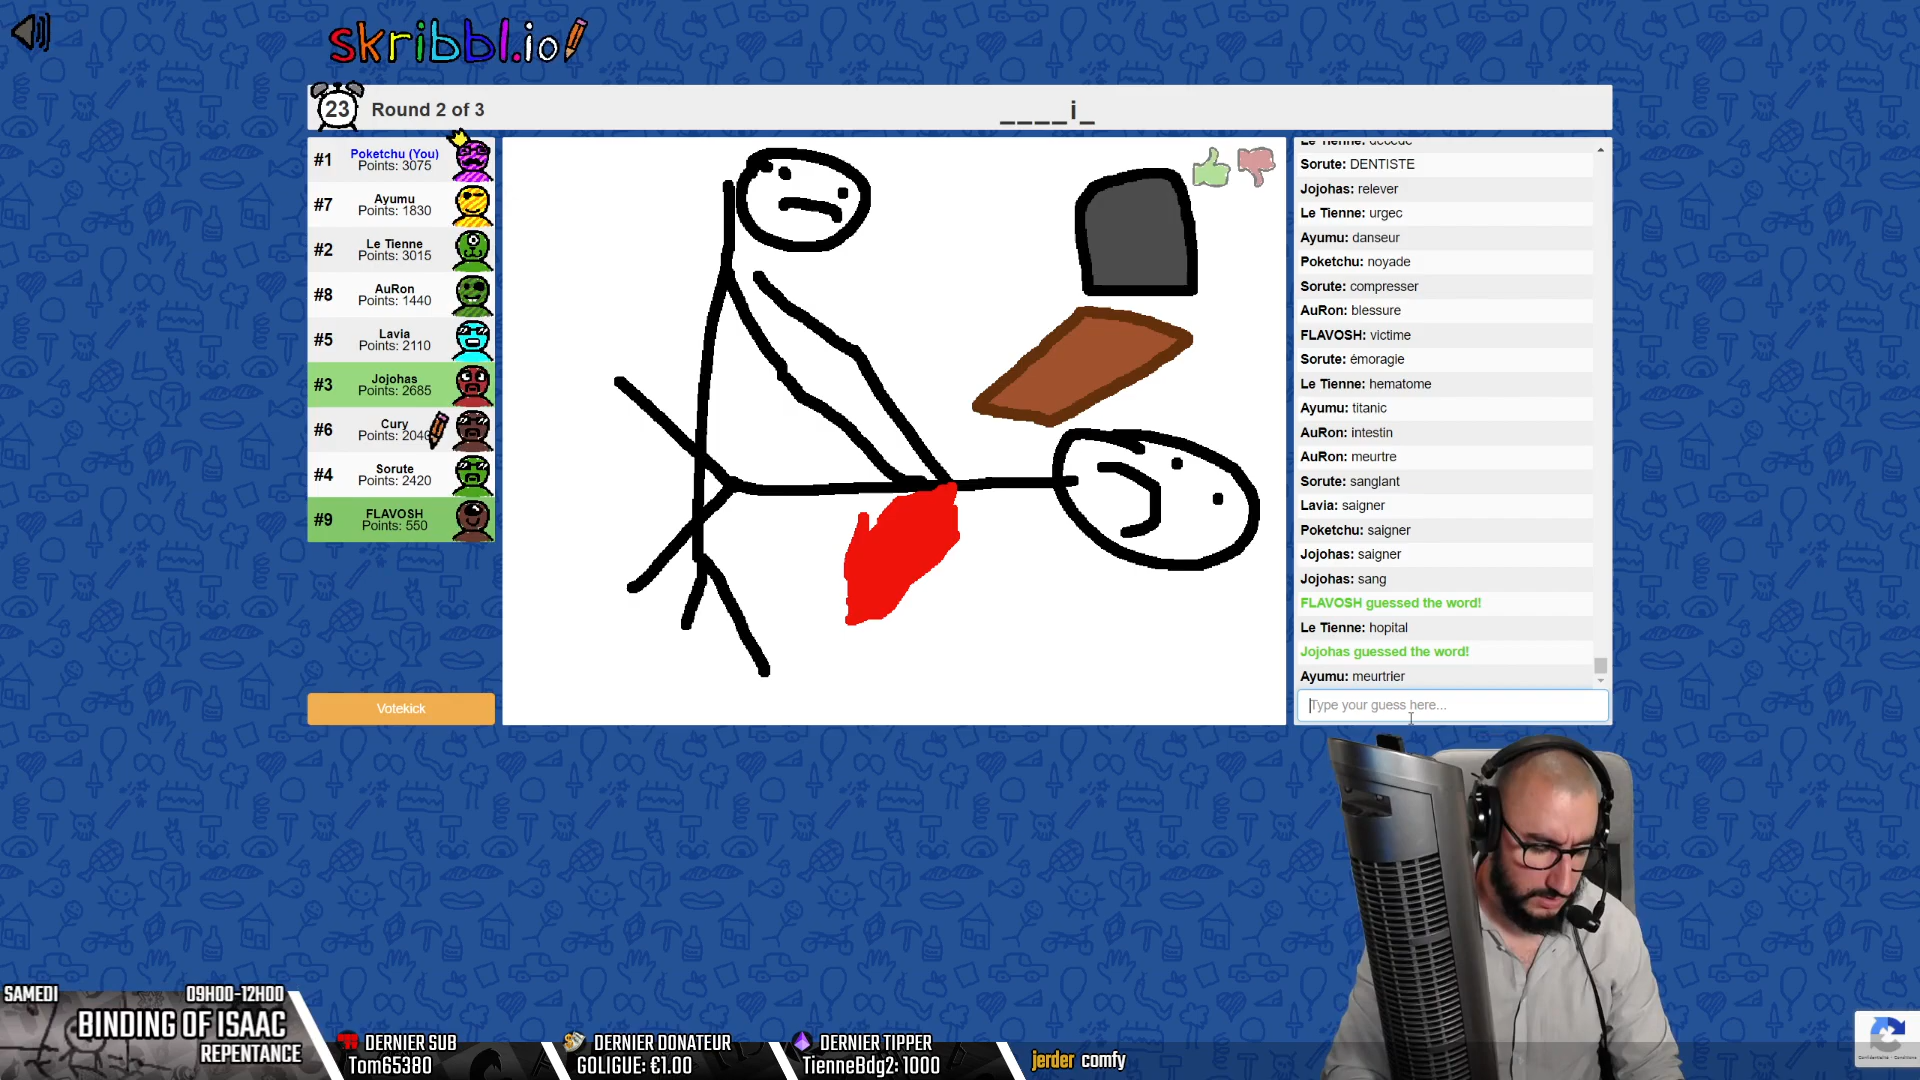 skribbl.io
23
Round 2 of 3
____i_
#1 Poketchu (You)
Points: 3075
#7 Ayumu
Points: 1830
#2 Le Tienne
Points: 3015
#8 AuRon
Points: 1440
#5 Lavia
Points: 2110
#3 Jojohas
Points: 2685
#6 Cury
Points: 2040
#4 Sorute
Points: 2420
#9 FLAVOSH
Points: 550
Votekick
Le Tienne: décédé
Sorute: DENTISTE
Jojohas: relever
Le Tienne: urgec
Ayumu: danseur
Poketchu: noyade
Sorute: compresser
AuRon: blessure
FLAVOSH: victime
Sorute: émoragie
Le Tienne: hematome
Ayumu: titanic
AuRon: intestin
AuRon: meurtre
Sorute: sanglant
Lavia: saigner
Poketchu: saigner
Jojohas: saigner
Jojohas: sang
FLAVOSH guessed the word!
Le Tienne: hopital
Jojohas guessed the word!
Ayumu: meurtrier
Type your guess here...
SAMEDI 09H00-12H00
BINDING OF ISAAC
REPENTANCE
DERNIER SUB
Tom65380
DERNIER DONATEUR
GOLIGUE: €1.00
DERNIER TIPPER
TienneBdg2: 1000
jerder comfy